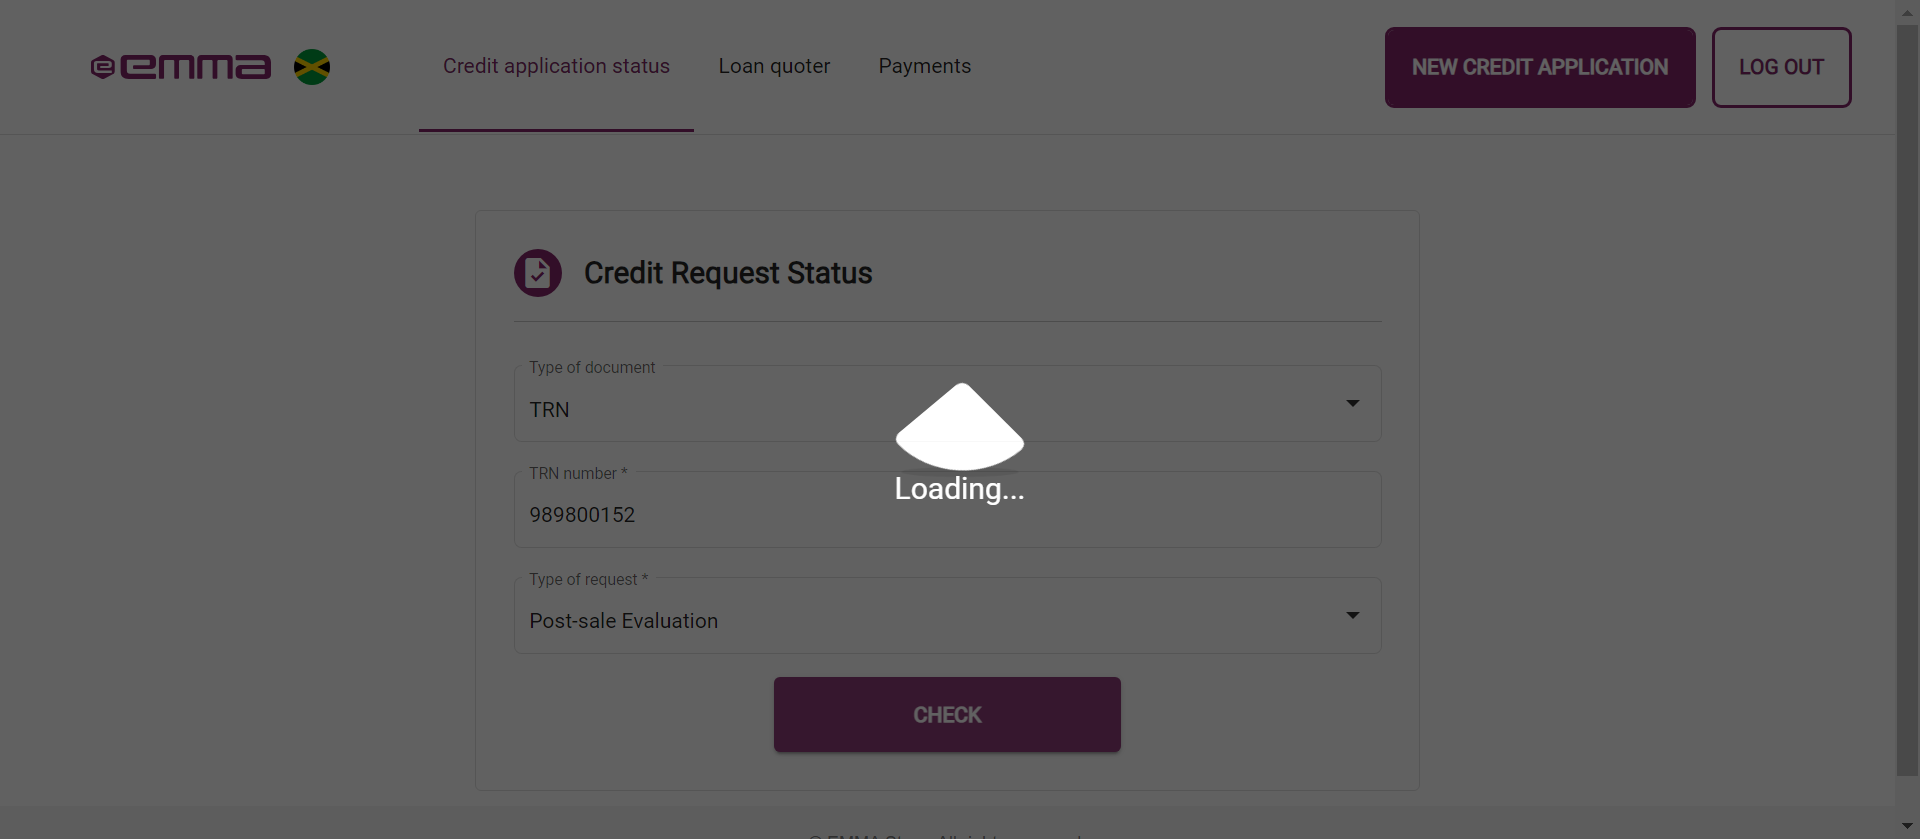 emma
Credit application status
Loan quoter
Payments
NEW CREDIT APPLICATION
LOG OUT
Credit Request Status
Type of document
TRN
TRN number *
989800152
Type of request *
Post-sale Evaluation
Loading...
CHECK